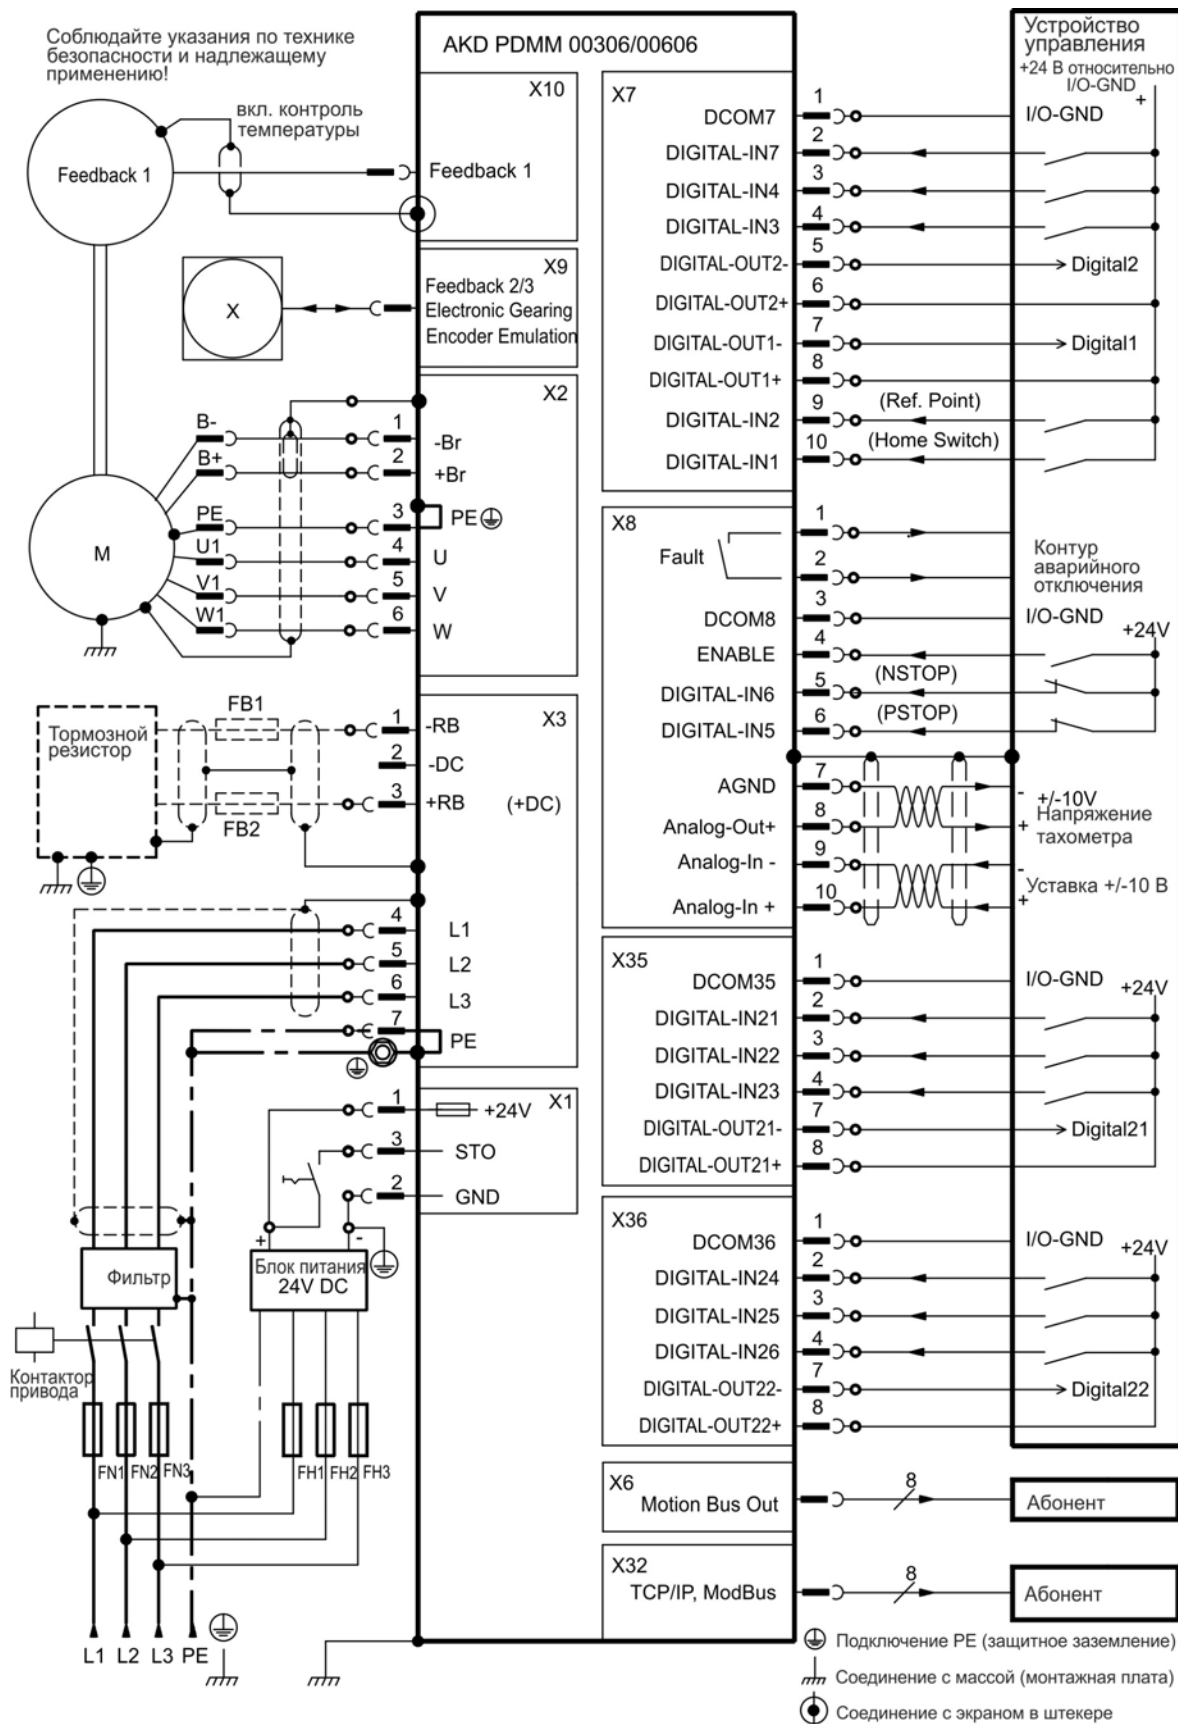 Соблюдайте указания по технике
безопасности и надлежащему
применению!
вкл. контроль
температуры
Feedback 1
X
B-
B+
PE
U1
V1
W1
M
FB1
Тормозной
резистор
FB2
AKD PDMM 00306/00606
X10
Feedback 1
X9
Feedback 2/3
Electronic Gearing
Encoder Emulation
X2
1
-Br
2
+Br
3
PE
4
U
5
V
6
W
X3
1
-RB
2
-DC
3
+RB
(+DC)
4
L1
5
L2
6
L3
7
PE
X1
1
+24V
3
STO
2
GND
+
-
Блок питания
24V DC
Фильтр
Контактор
привода
FN1
FN2
FN3
FH1
FH2
FH3
L1
L2
L3
PE
X7
DCOM7
1
DIGITAL-IN7
2
DIGITAL-IN4
3
DIGITAL-IN3
4
DIGITAL-OUT2-
5
Digital2
DIGITAL-OUT2+
6
DIGITAL-OUT1-
7
Digital1
DIGITAL-OUT1+
8
DIGITAL-IN2
9
(Ref. Point)
DIGITAL-IN1
10
(Home Switch)
Устройство
управления
+24 В относительно
I/O-GND
+
I/O-GND
X8
Fault
1
2
Контур
аварийного
отключения
DCOM8
3
I/O-GND
+24V
ENABLE
4
DIGITAL-IN6
5
(NSTOP)
DIGITAL-IN5
6
(PSTOP)
AGND
7
-
+/-10V
Analog-Out+
8
+
Напряжение
тахометра
Analog-In -
9
-
Уставка +/-10 В
Analog-In +
10
+
X35
DCOM35
1
I/O-GND
+24V
DIGITAL-IN21
2
DIGITAL-IN22
3
DIGITAL-IN23
4
DIGITAL-OUT21-
7
Digital21
DIGITAL-OUT21+
8
X36
DCOM36
1
I/O-GND
+24V
DIGITAL-IN24
2
DIGITAL-IN25
3
DIGITAL-IN26
4
DIGITAL-OUT22-
7
Digital22
DIGITAL-OUT22+
8
X6
Motion Bus Out
8
Абонент
X32
TCP/IP, ModBus
8
Абонент
Подключение PE (защитное заземление)
Соединение с массой (монтажная плата)
Соединение с экраном в штекере